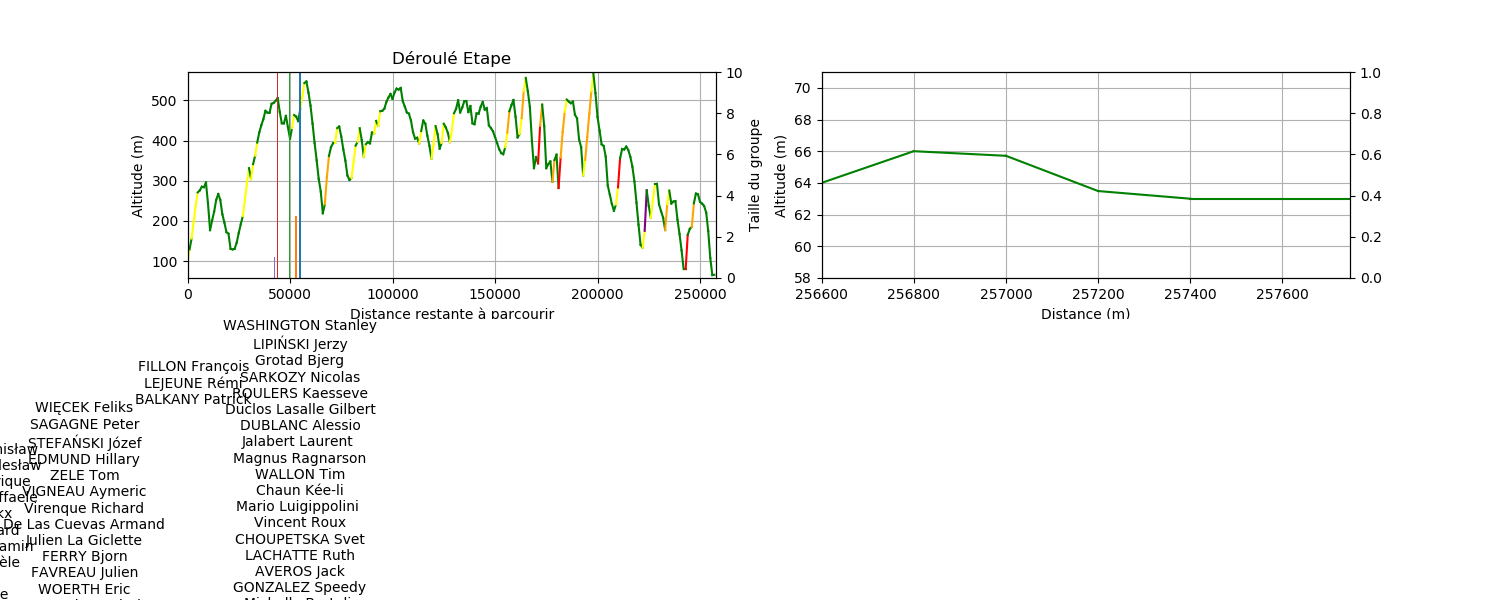 Déroulé Etape
500
400
300
200
100
Altitude (m)
10
8
6
4
2
0
Taille du groupe
0 50000 100000 150000 200000 250000
Distance restante à parcourir
70
68
66
64
62
60
58
Altitude (m)
1.0
0.8
0.6
0.4
0.2
0.0
256600 256800 257000 257200 257400 257600
Distance (m)
WASHINGTON Stanley
LIPIŃSKI Jerzy
Grotad Bjerg
SARKOZY Nicolas
ROULERS Kaesseve
Duclos Lasalle Gilbert
DUBLANC Alessio
Jalabert Laurent
Magnus Ragnarson
WALLON Tim
Chaun Kée-li
Mario Luigippolini
Vincent Roux
CHOUPETSKA Svet
LACHATTE Ruth
AVEROS Jack
GONZALEZ Speedy
FILLON François
LEJEUNE Rémi
BALKANY Patrick
WIĘCEK Feliks
SAGAGNE Peter
STEFAŃSKI Józef
EDMUND Hillary
ZELE Tom
VIGNEAU Aymeric
Virenque Richard
De Las Cuevas Armand
Julien La Giclette
FERRY Bjorn
FAVREAU Julien
WOERTH Eric